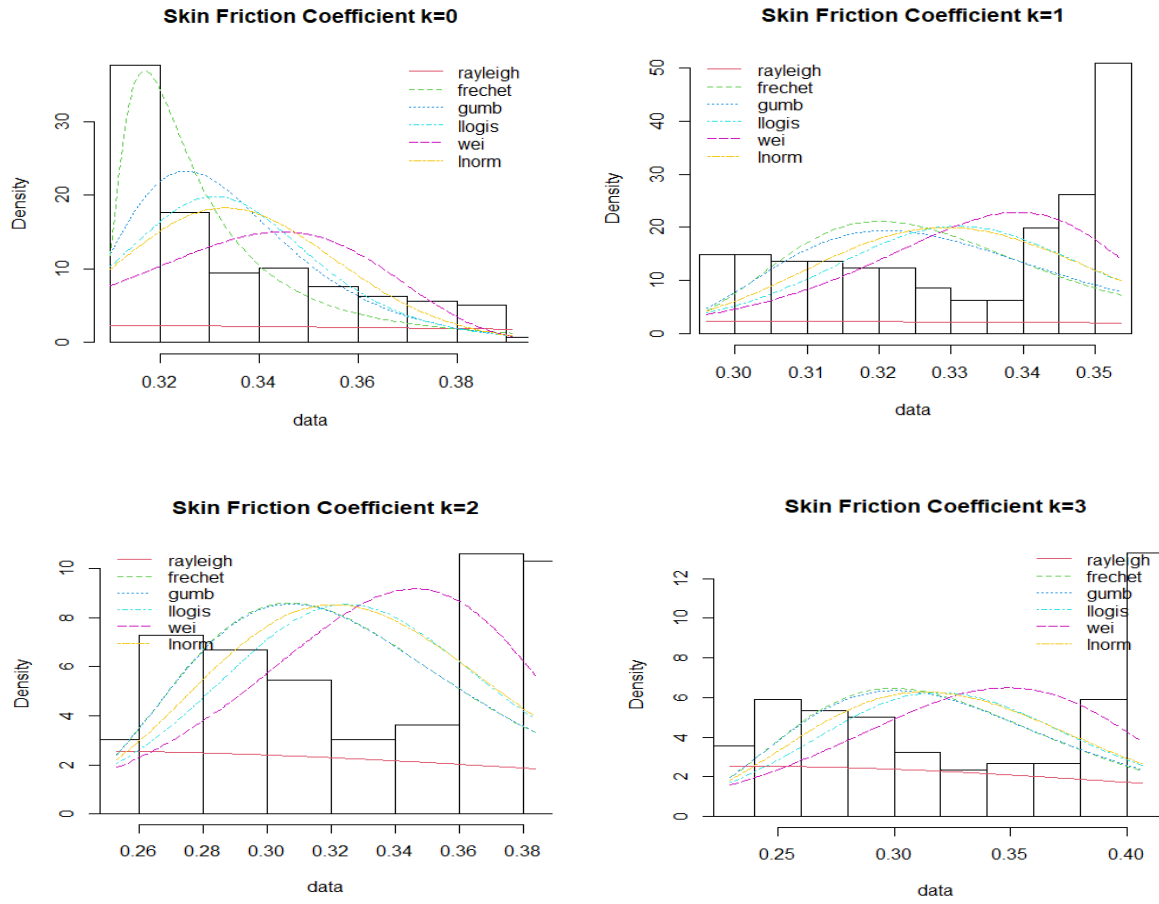 Skin Friction Coefficient k=0
rayleigh
frechet
gumb
llogis
wei
lnorm
Density
0 10 20 30
0.32 0.34 0.36 0.38
data
Skin Friction Coefficient k=1
rayleigh
frechet
gumb
llogis
wei
lnorm
Density
0 10 20 30 40 50
0.30 0.31 0.32 0.33 0.34 0.35
data
Skin Friction Coefficient k=2
rayleigh
frechet
gumb
llogis
wei
lnorm
Density
0 2 4 6 8 10
0.26 0.28 0.30 0.32 0.34 0.36 0.38
data
Skin Friction Coefficient k=3
rayleigh
frechet
gumb
llogis
wei
lnorm
Density
0 2 4 6 8 10 12
0.25 0.30 0.35 0.40
data